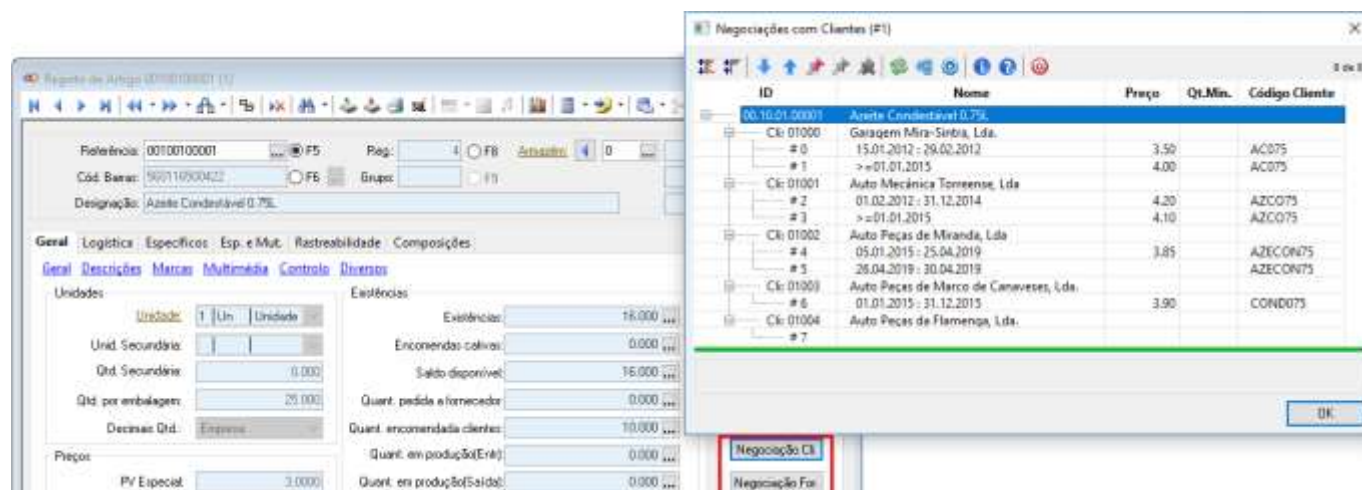 Negociações com Clientes (#1)
ID Nome Preço Qt.Min. Código Cliente
00.10.01.00001 Azeite Condestável 0.75L
Cli: 01000 Garagem Mira-Sintra, Lda.
# 0 15.01.2012 : 29.02.2012 3.50 AC075
# 1 >=01.01.2015 4.00 AC075
Cli: 01001 Auto Mecânica Torreense, Lda
# 2 01.02.2012 : 31.12.2014 4.20 AZCO75
# 3 >=01.01.2015 4.10 AZCO75
Cli: 01002 Auto Peças de Miranda, Lda
# 4 05.01.2015 : 25.04.2019 3.85 AZECON75
# 5 26.04.2019 : 30.04.2019 AZECON75
Cli: 01003 Auto Peças de Marco de Canaveses, Lda.
# 6 01.01.2015 : 31.12.2015 3.90 COND075
Cli: 01004 Auto Peças de Flamenga, Lda.
# 7
OK
Registo de Artigo 00100100001 (1)
Referência: 00100100001 ... F5 Reg.: 4 F8 Armazém: 0 ...
Cód. Barras: F6 Grupo:
Designação: Azeite Condestável 0.75L
Geral Logística Específicos Esp. e Mut. Rastreabilidade Composições
Geral Descrições Marcas Multimédia Controlo Diversos
Unidades Existências
Unidade: 1 Un Unidade Existências: 16.000 ...
Unid. Secundária: Encomendas cativas: 0.000 ...
Qtd. Secundária: 0.000 Saldo disponível: 16.000 ...
Qtd. por embalagem: 25.000 Quant. pedida a fornecedor: 0.000 ...
Decimais Qtd.: Empresa Quant. encomendada clientes: 10.000 ...
Preços Quant. em produção(Entr): 0.000 ... Negociação Cli
PV Especial: 3.0000 Quant. em produção(Saída): 0.000 ... Negociação For